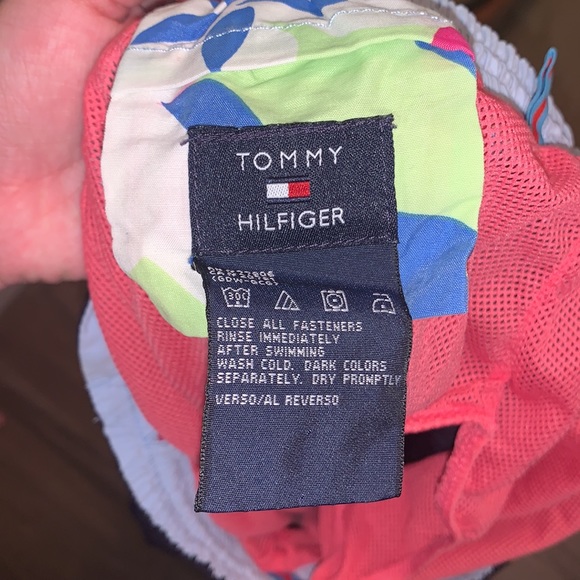 TOMMY
HILFIGER
30C
CLOSE ALL FASTENERS
RINSE IMMEDIATELY
AFTER SWIMMING
WASH COLD. DARK COLORS
SEPARATELY. DRY PROMPTLY
VERSO/AL REVERSO